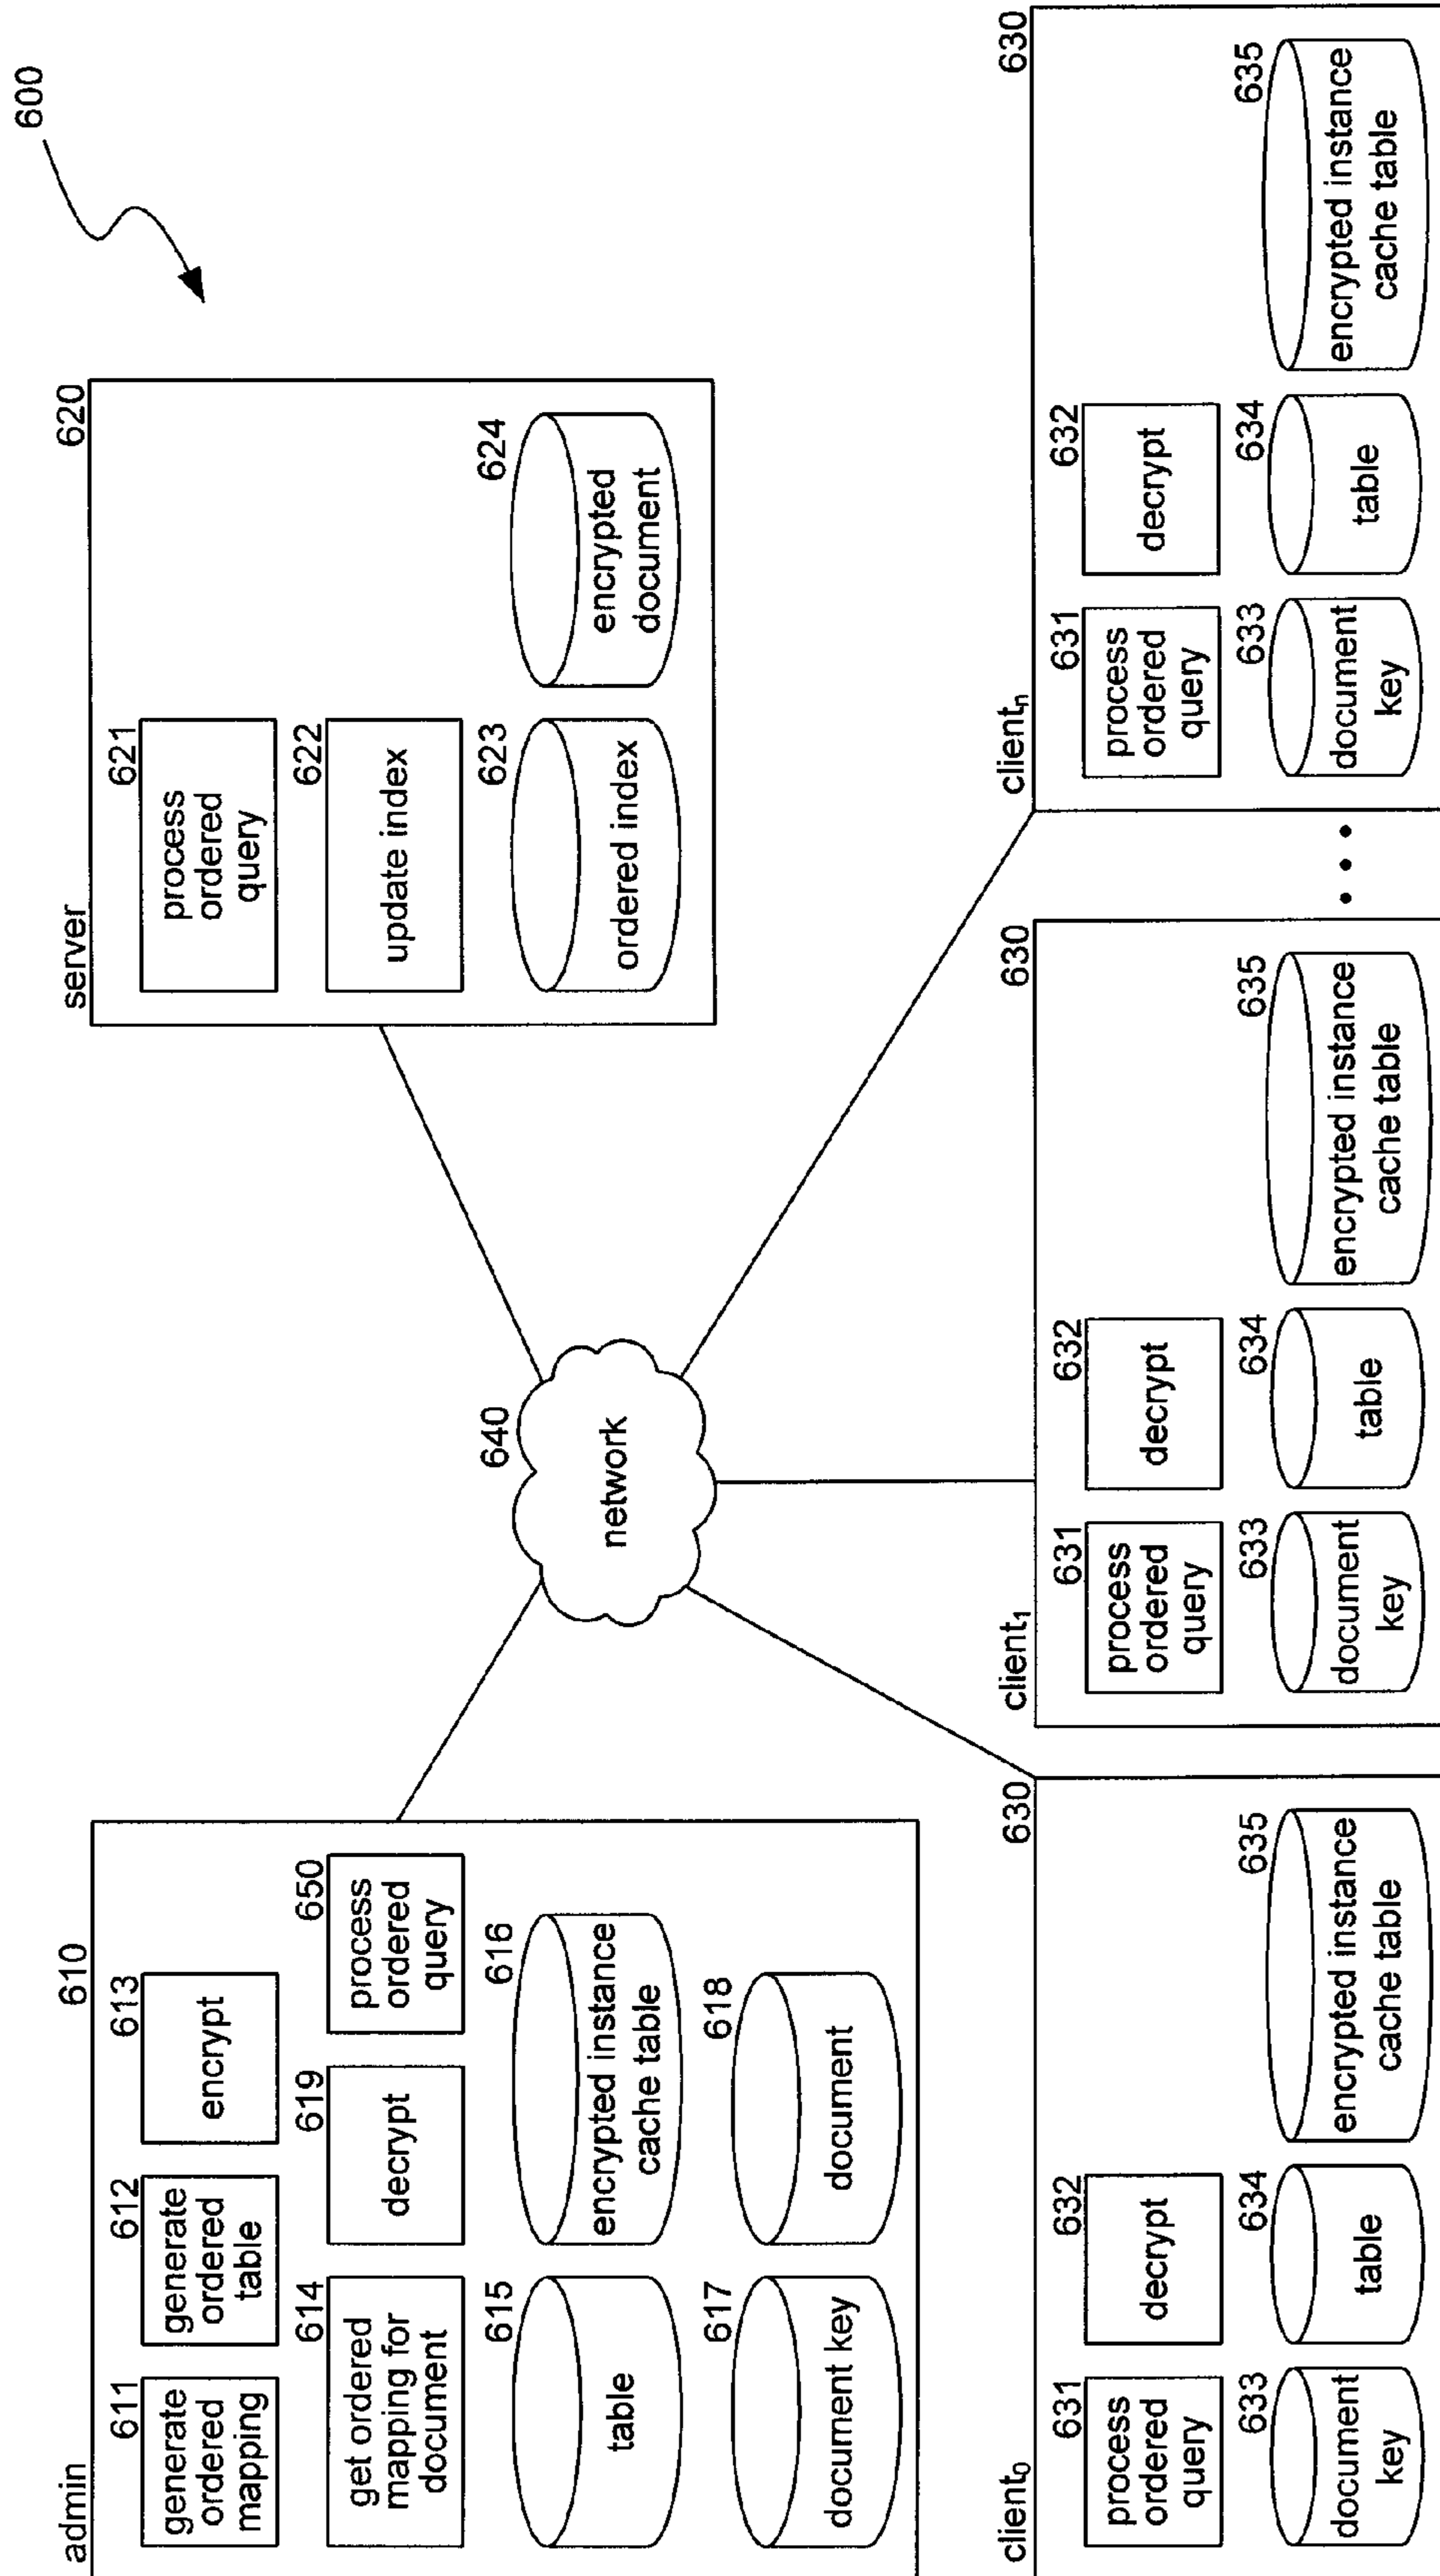 600
admin
610
611
generate
ordered
mapping
612
generate
ordered
table
613
encrypt
614
get ordered
mapping for
document
619
decrypt
650
process
ordered
query
615
table
616
encrypted instance
cache table
617
document key
618
document
server
620
621
process
ordered
query
622
update index
623
ordered index
624
encrypted
document
640
network
client₀
630
631
process
ordered
query
632
decrypt
633
document
key
634
table
635
encrypted instance
cache table
client₁
630
631
process
ordered
query
632
decrypt
633
document
key
634
table
635
encrypted instance
cache table
• • •
clientₙ
630
631
process
ordered
query
632
decrypt
633
document
key
634
table
635
encrypted instance
cache table